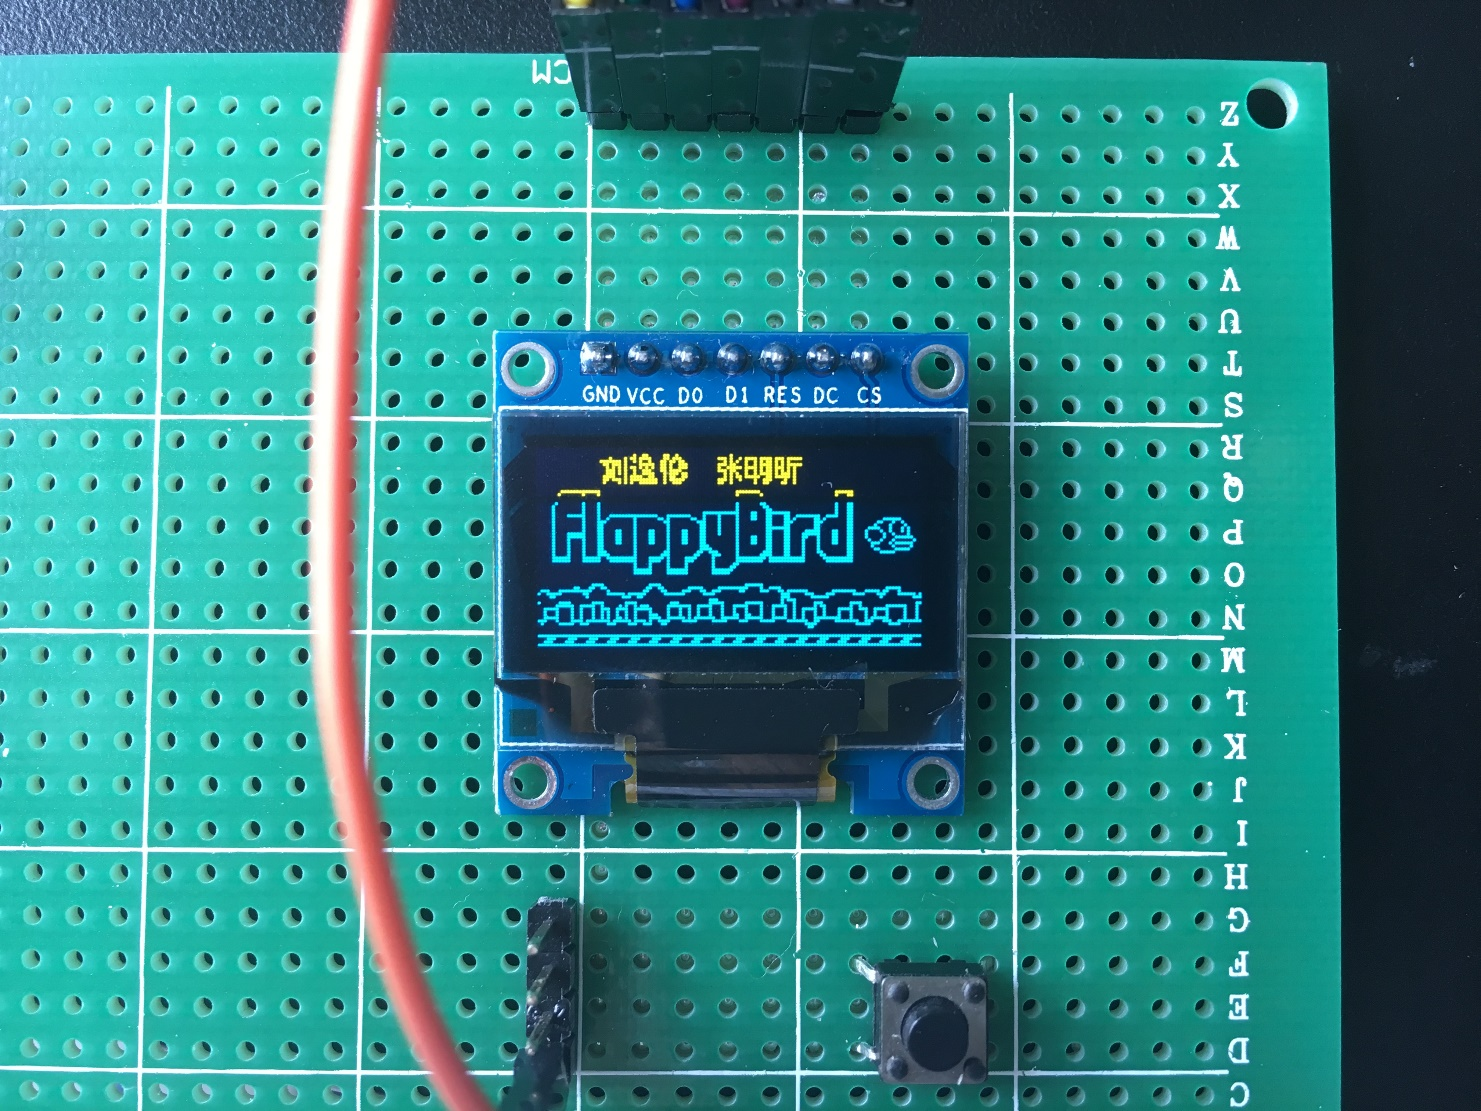 CM
Z
Y
X
W
V
U
T
S
R
Q
P
O
N
M
L
K
J
I
H
G
F
E
D
C
GND VCC D0 D1 RES DC CS
刘逸伦 张明昕
FlappyBird